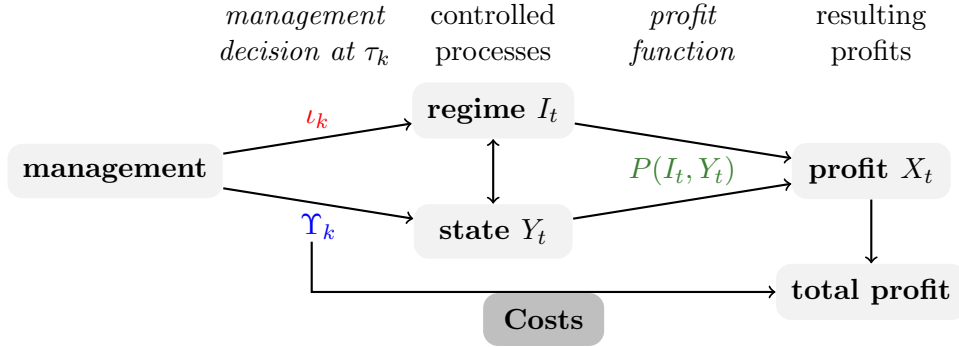 management controlled profit resulting
decision at τ_k processes function profits
regime I_t
ι_k
management
P(I_t, Y_t)
profit X_t
Υ_k
state Y_t
total profit
Costs